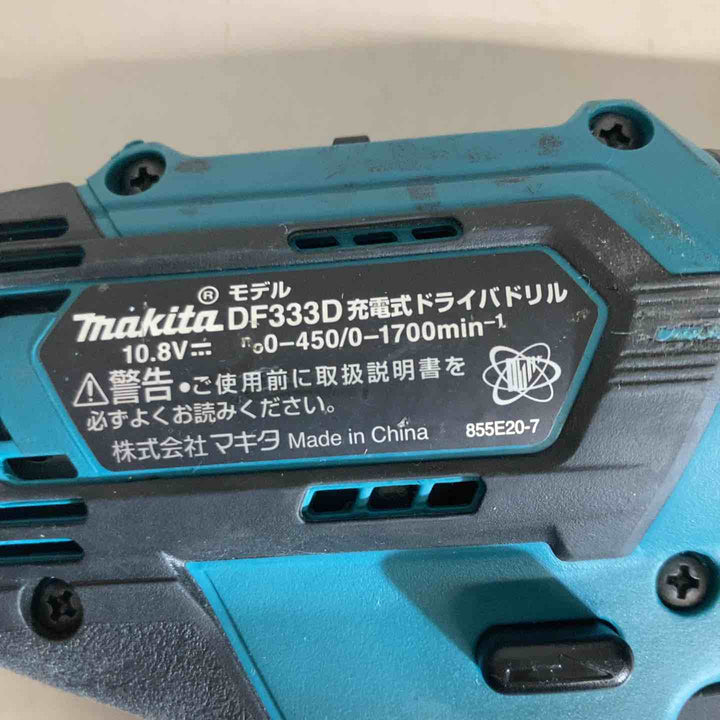 ® モデル
makita DF333D 充電式ドライバドリル
10.8V⎓ n₀0-450/0-1700min⁻¹
⚠警告 •ご使用前に取扱説明書を
必ずよくお読みください。
株式会社 マキタ Made in China 855E20-7